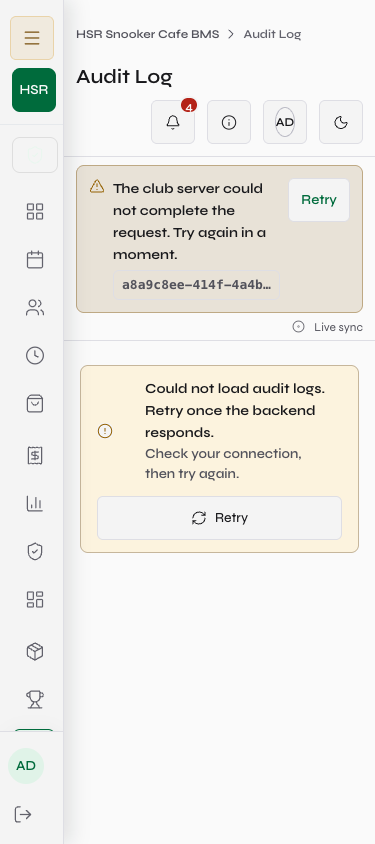 HSR Snooker Cafe BMS > Audit Log
HSR
Audit Log
4
AD
The club server could
not complete the
request. Try again in a
moment.
Retry
a8a9c8ee-414f-4a4b…
Live sync
Could not load audit logs.
Retry once the backend
responds.
Check your connection,
then try again.
Retry
AD